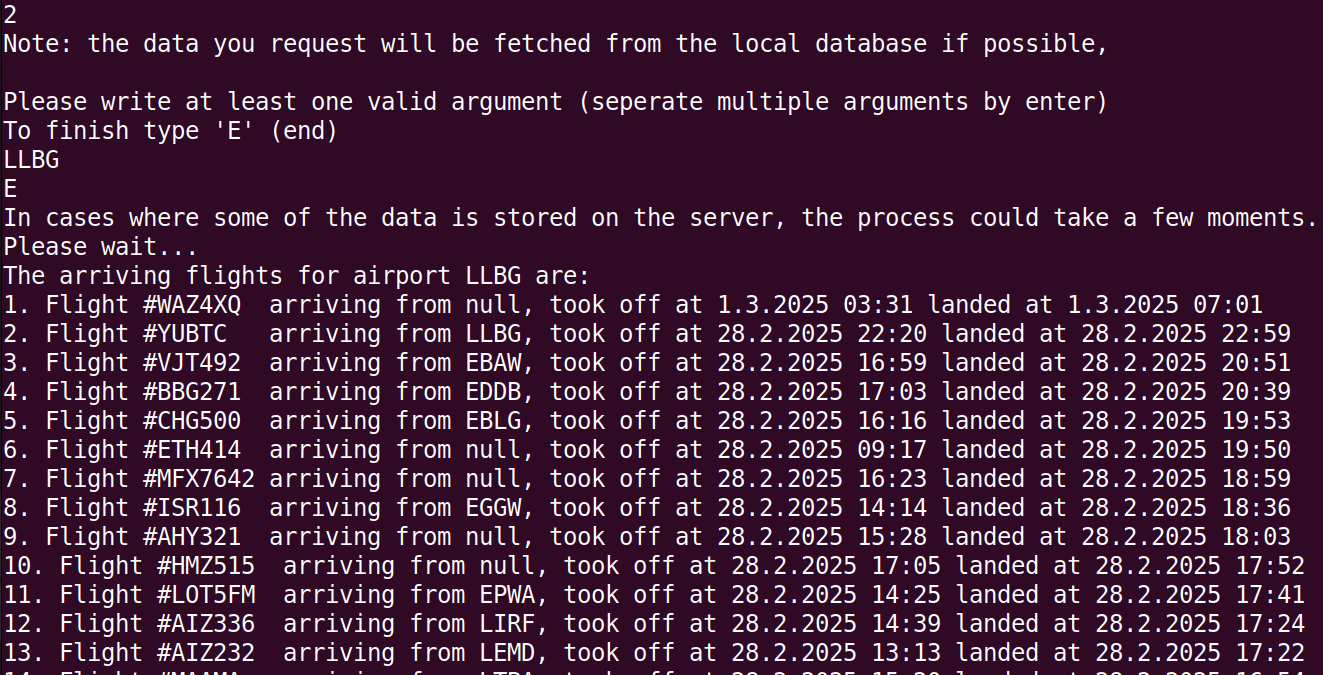 2
Note: the data you request will be fetched from the local database if possible,
Please write at least one valid argument (seperate multiple arguments by enter)
To finish type 'E' (end)
LLBG
E
In cases where some of the data is stored on the server, the process could take a few moments.
Please wait...
The arriving flights for airport LLBG are:
1. Flight #WAZ4XQ  arriving from null, took off at 1.3.2025 03:31 landed at 1.3.2025 07:01
2. Flight #YUBTC   arriving from LLBG, took off at 28.2.2025 22:20 landed at 28.2.2025 22:59
3. Flight #VJT492  arriving from EBAW, took off at 28.2.2025 16:59 landed at 28.2.2025 20:51
4. Flight #BBG271  arriving from EDDB, took off at 28.2.2025 17:03 landed at 28.2.2025 20:39
5. Flight #CHG500  arriving from EBLG, took off at 28.2.2025 16:16 landed at 28.2.2025 19:53
6. Flight #ETH414  arriving from null, took off at 28.2.2025 09:17 landed at 28.2.2025 19:50
7. Flight #MFX7642 arriving from null, took off at 28.2.2025 16:23 landed at 28.2.2025 18:59
8. Flight #ISR116  arriving from EGGW, took off at 28.2.2025 14:14 landed at 28.2.2025 18:36
9. Flight #AHY321  arriving from null, took off at 28.2.2025 15:28 landed at 28.2.2025 18:03
10. Flight #HMZ515  arriving from null, took off at 28.2.2025 17:05 landed at 28.2.2025 17:52
11. Flight #LOT5FM  arriving from EPWA, took off at 28.2.2025 14:25 landed at 28.2.2025 17:41
12. Flight #AIZ336  arriving from LIRF, took off at 28.2.2025 14:39 landed at 28.2.2025 17:24
13. Flight #AIZ232  arriving from LEMD, took off at 28.2.2025 13:13 landed at 28.2.2025 17:22